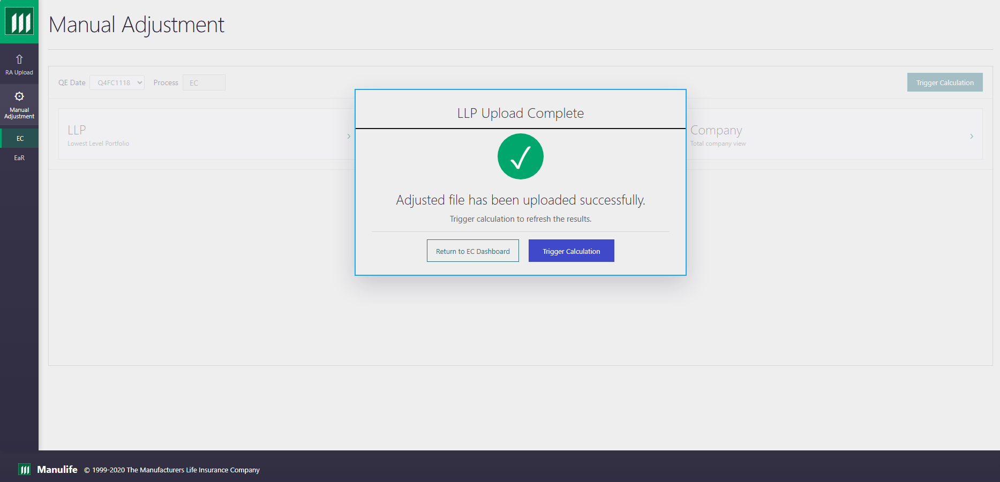 Manual Adjustment
RA Upload
Manual
Adjustment
EC
EaR
QE Date Q4FC1118 Process EC Trigger Calculation
LLP
Lowest Level Portfolio
Company
Total company view
LLP Upload Complete
Adjusted file has been uploaded successfully.
Trigger calculation to refresh the results.
Return to EC Dashboard Trigger Calculation
Manulife © 1999-2020 The Manufacturers Life Insurance Company